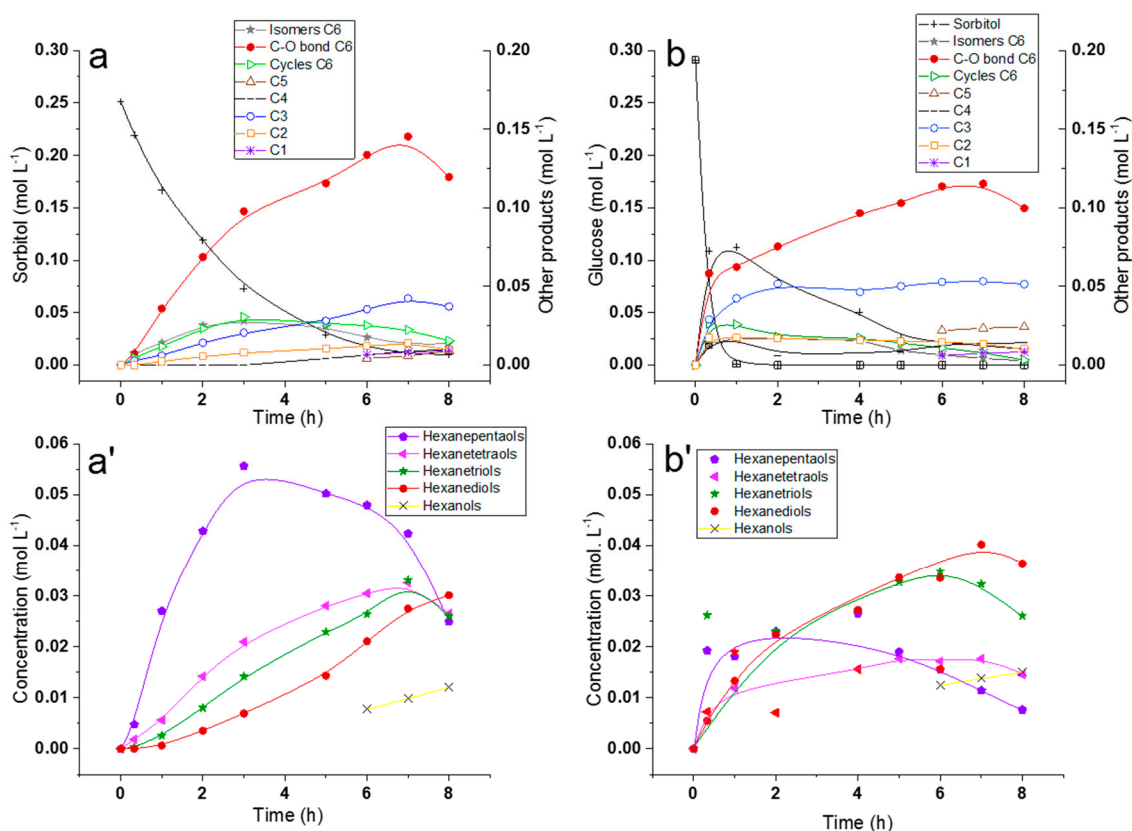 a
Isomers C6
C-O bond C6
Cycles C6
C5
C4
C3
C2
C1
0.30
0.25
0.20
0.15
0.10
0.05
0.00
Sorbitol (mol L-1)
0.20
0.15
0.10
0.05
0.00
Other products (mol L-1)
0 2 4 6 8
Time (h)
b
Sorbitol
Isomers C6
C-O bond C6
Cycles C6
C5
C4
C3
C2
C1
0.30
0.25
0.20
0.15
0.10
0.05
0.00
Glucose (mol L-1)
0.20
0.15
0.10
0.05
0.00
Other products (mol L-1)
0 2 4 6 8
Time (h)
a'
Hexanepentaols
Hexanetetraols
Hexanetriols
Hexanediols
Hexanols
0.06
0.05
0.04
0.03
0.02
0.01
0.00
Concentration (mol L-1)
0 2 4 6 8
Time (h)
b'
Hexanepentaols
Hexanetetraols
Hexanetriols
Hexanediols
Hexanols
0.06
0.05
0.04
0.03
0.02
0.01
0.00
Concentration (mol. L-1)
0 2 4 6 8
Time (h)